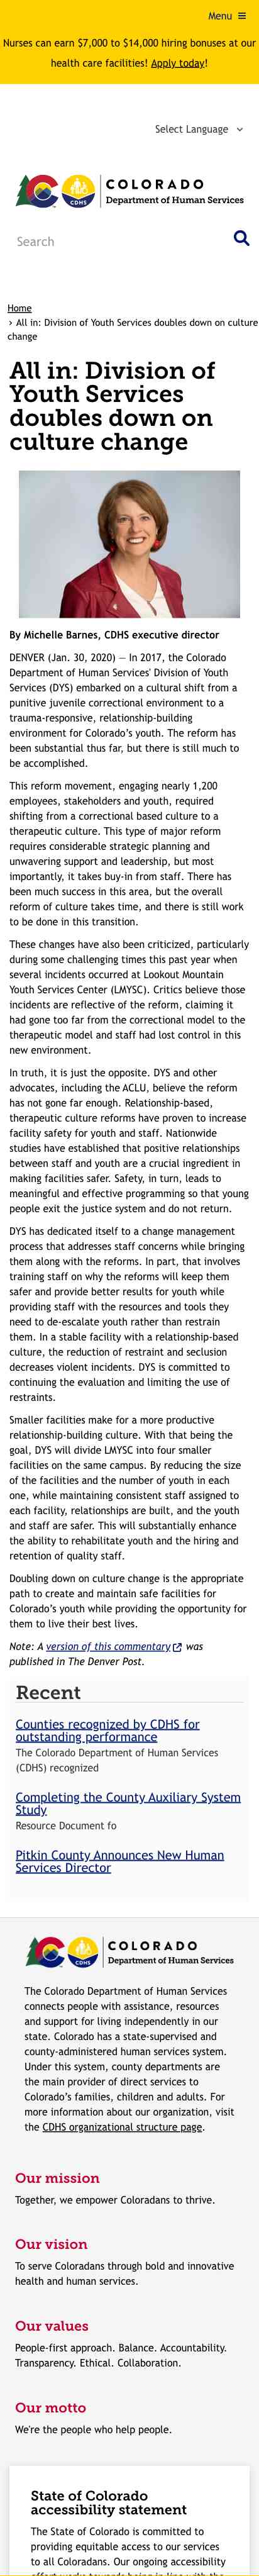 Menu ≡
Nurses can earn $7,000 to $14,000 hiring bonuses at our
health care facilities! Apply today!
Select Language
CDHS
COLORADO
Department of Human Services
Search
Home
› All in: Division of Youth Services doubles down on culture
change
All in: Division of
Youth Services
doubles down on
culture change
By Michelle Barnes, CDHS executive director
DENVER (Jan. 30, 2020) — In 2017, the Colorado
Department of Human Services' Division of Youth
Services (DYS) embarked on a cultural shift from a
punitive juvenile correctional environment to a
trauma-responsive, relationship-building
environment for Colorado’s youth. The reform has
been substantial thus far, but there is still much to
be accomplished.
This reform movement, engaging nearly 1,200
employees, stakeholders and youth, required
shifting from a correctional based culture to a
therapeutic culture. This type of major reform
requires considerable strategic planning and
unwavering support and leadership, but most
importantly, it takes buy-in from staff. There has
been much success in this area, but the overall
reform of culture takes time, and there is still work
to be done in this transition.
These changes have also been criticized, particularly
during some challenging times this past year when
several incidents occurred at Lookout Mountain
Youth Services Center (LMYSC). Critics believe those
incidents are reflective of the reform, claiming it
had gone too far from the correctional model to the
therapeutic model and staff had lost control in this
new environment.
In truth, it is just the opposite. DYS and other
advocates, including the ACLU, believe the reform
has not gone far enough. Relationship-based,
therapeutic culture reforms have proven to increase
facility safety for youth and staff. Nationwide
studies have established that positive relationships
between staff and youth are a crucial ingredient in
making facilities safer. Safety, in turn, leads to
meaningful and effective programming so that young
people exit the justice system and do not return.
DYS has dedicated itself to a change management
process that addresses staff concerns while bringing
them along with the reforms. In part, that involves
training staff on why the reforms will keep them
safer and provide better results for youth while
providing staff with the resources and tools they
need to de-escalate youth rather than restrain
them. In a stable facility with a relationship-based
culture, the reduction of restraint and seclusion
decreases violent incidents. DYS is committed to
continuing the evaluation and limiting the use of
restraints.
Smaller facilities make for a more productive
relationship-building culture. With that being the
goal, DYS will divide LMYSC into four smaller
facilities on the same campus. By reducing the size
of the facilities and the number of youth in each
one, while maintaining consistent staff assigned to
each facility, relationships are built, and the youth
and staff are safer. This will substantially enhance
the ability to rehabilitate youth and the hiring and
retention of quality staff.
Doubling down on culture change is the appropriate
path to create and maintain safe facilities for
Colorado’s youth while providing the opportunity for
them to live their best lives.
Note: A version of this commentary was
published in The Denver Post.
Recent
Counties recognized by CDHS for
outstanding performance
The Colorado Department of Human Services
(CDHS) recognized
Completing the County Auxiliary System
Study
Resource Document fo
Pitkin County Announces New Human
Services Director
CDHS
COLORADO
Department of Human Services
The Colorado Department of Human Services
connects people with assistance, resources
and support for living independently in our
state. Colorado has a state-supervised and
county-administered human services system.
Under this system, county departments are
the main provider of direct services to
Colorado’s families, children and adults. For
more information about our organization, visit
the CDHS organizational structure page.
Our mission
Together, we empower Coloradans to thrive.
Our vision
To serve Coloradans through bold and innovative
health and human services.
Our values
People-first approach. Balance. Accountability.
Transparency. Ethical. Collaboration.
Our motto
We're the people who help people.
State of Colorado
accessibility statement
The State of Colorado is committed to
providing equitable access to our services
to all Coloradans. Our ongoing accessibility
effort works towards being in line with the